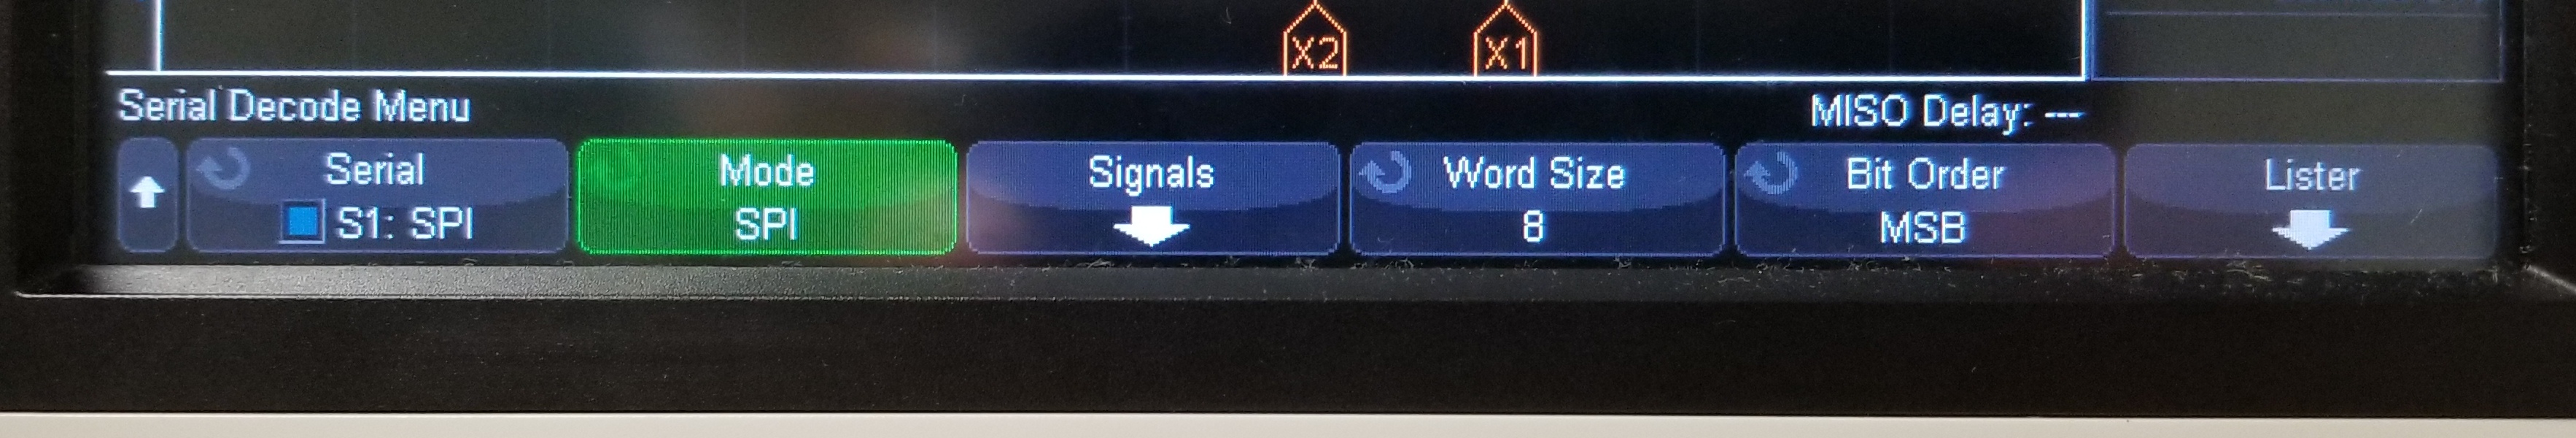 X2 X1
Serial Decode Menu
MISO Delay: ---
Serial
S1: SPI
Mode
SPI
Signals
Word Size
8
Bit Order
MSB
Lister